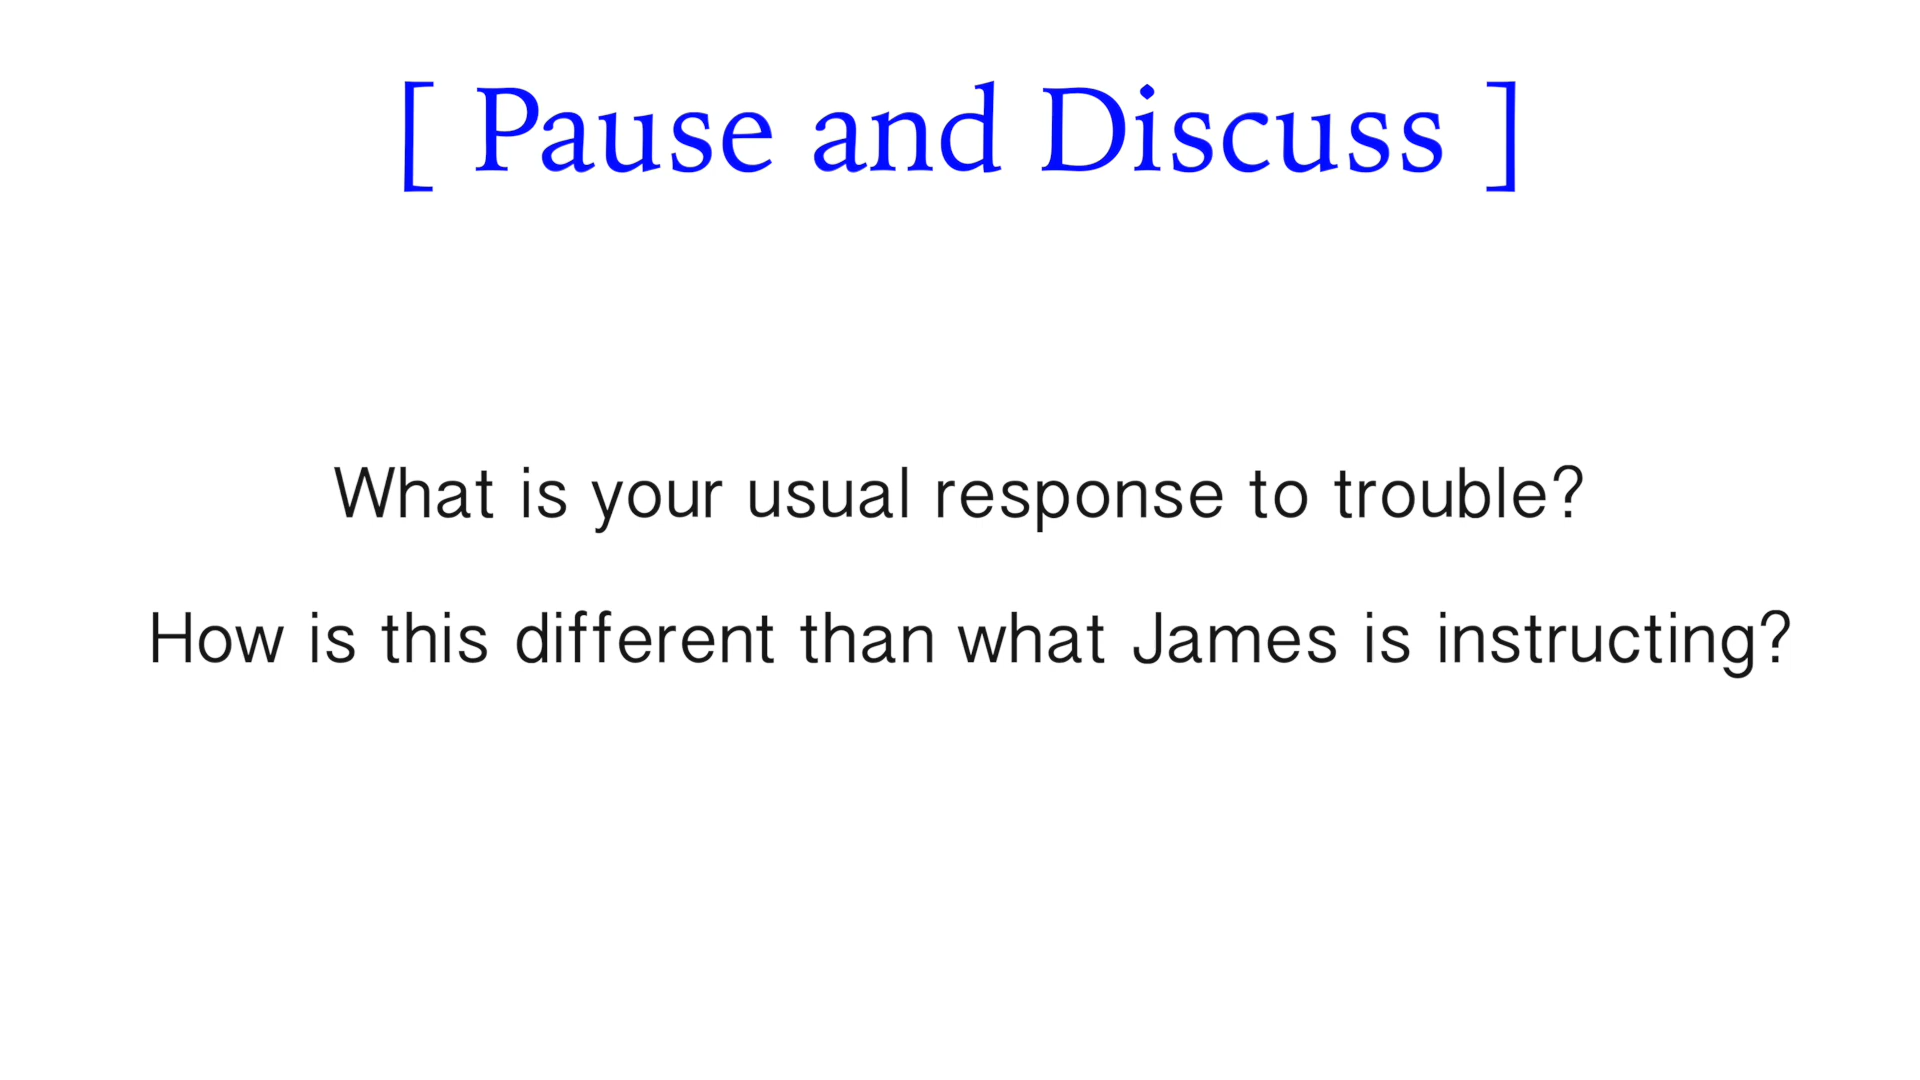 [ Pause and Discuss ]
What is your usual response to trouble?
How is this different than what James is instructing?